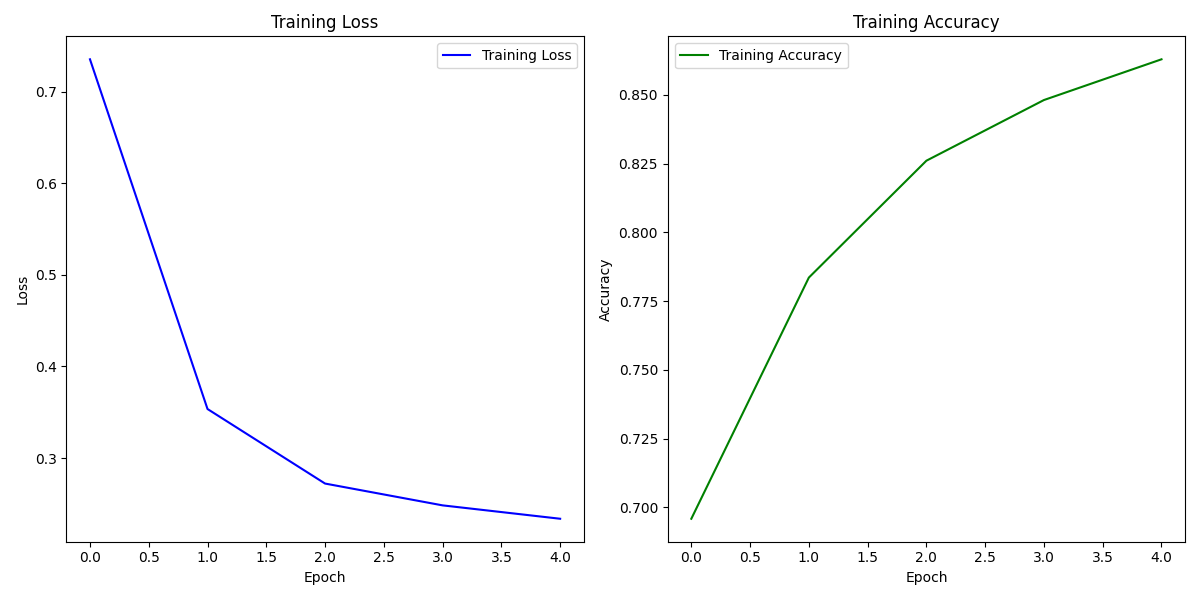 Training Loss
Training Loss
0.7
0.6
0.5
0.4
0.3
Loss
0.0 0.5 1.0 1.5 2.0 2.5 3.0 3.5 4.0
Epoch
Training Accuracy
Training Accuracy
0.850
0.825
0.800
0.775
0.750
0.725
0.700
Accuracy
0.0 0.5 1.0 1.5 2.0 2.5 3.0 3.5 4.0
Epoch